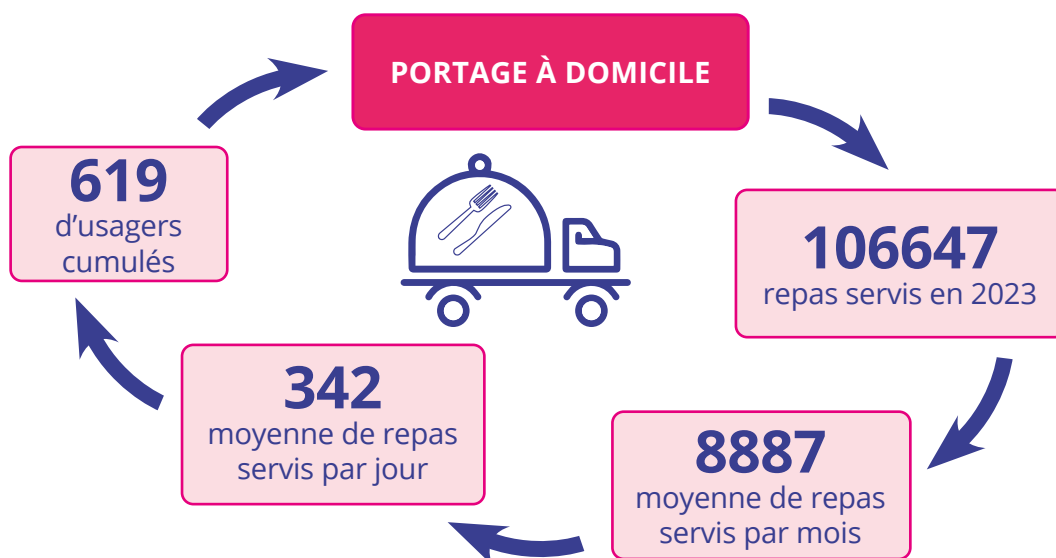 PORTAGE À DOMICILE
106647
repas servis en 2023
8887
moyenne de repas
servis par mois
342
moyenne de repas
servis par jour
619
d’usagers
cumulés